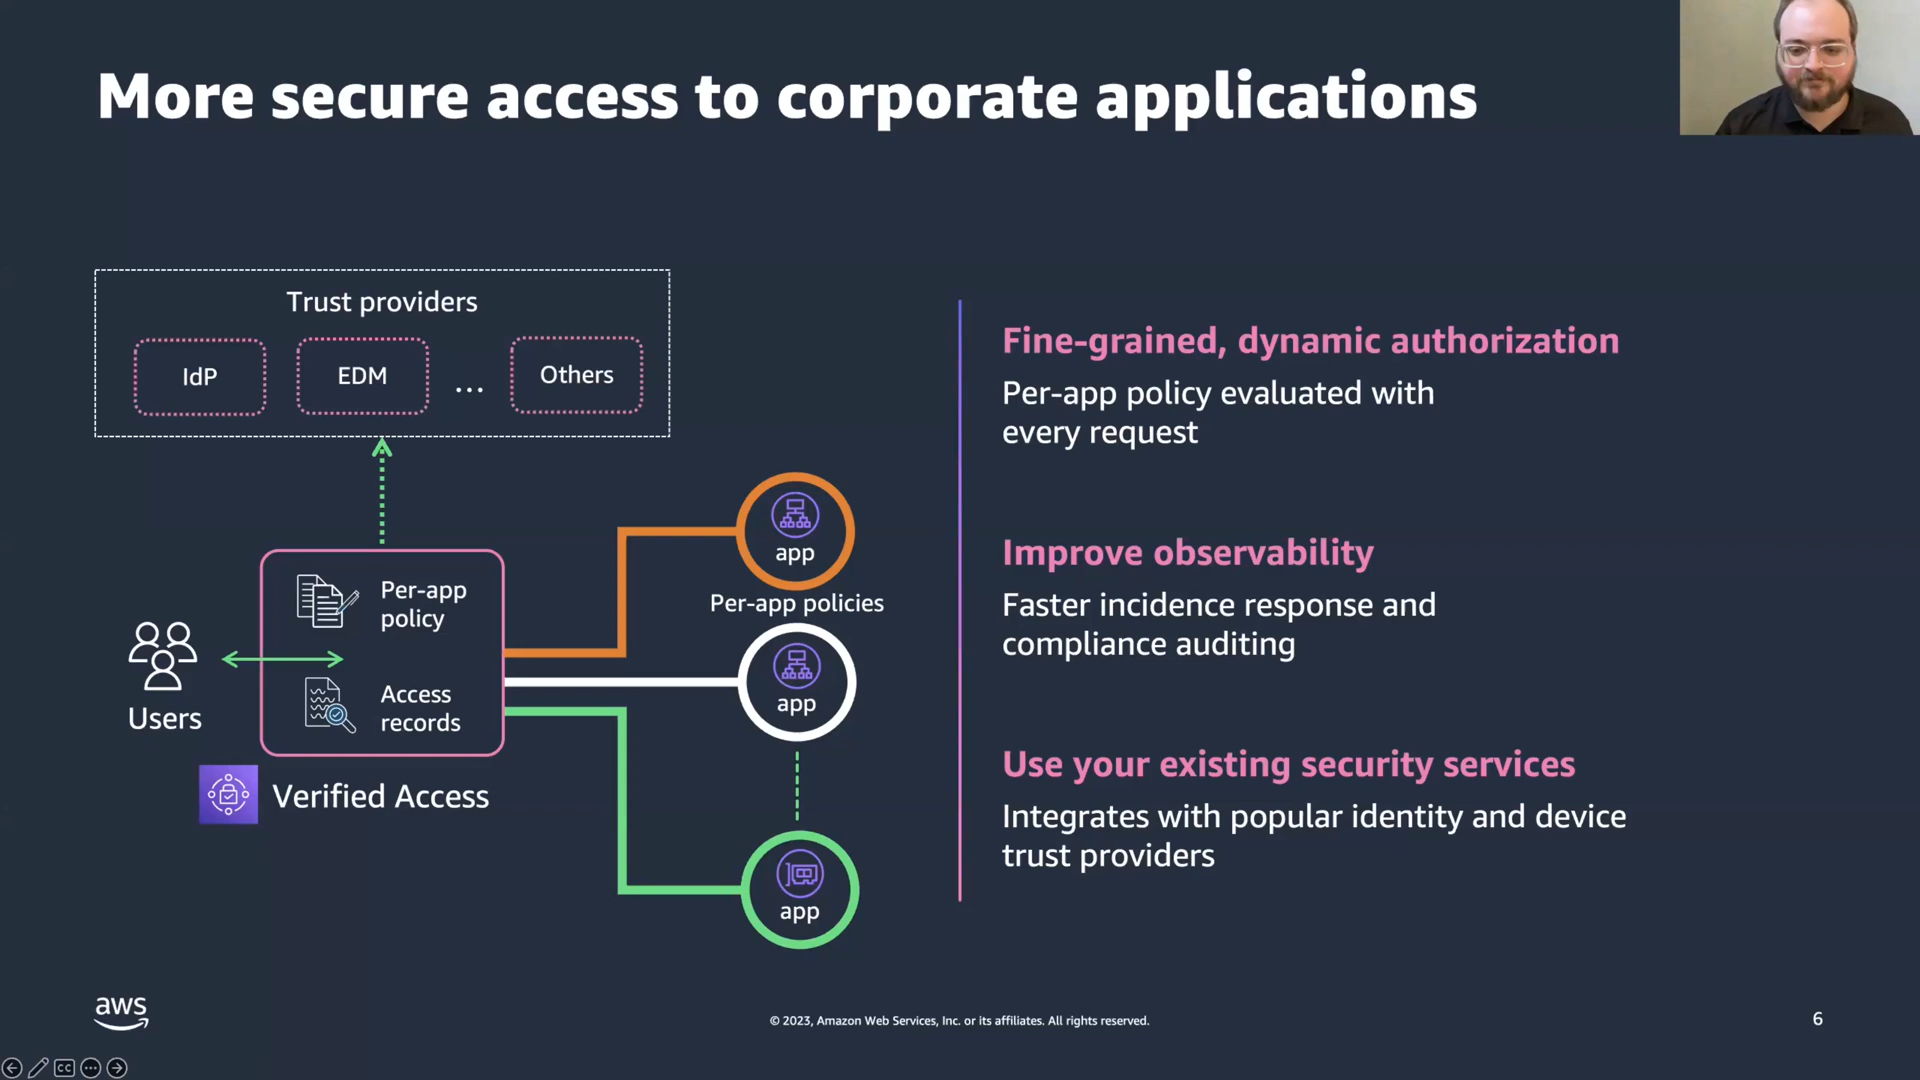 More secure access to corporate applications
Trust providers
IdP
EDM
...
Others
Per-app
policy
Access
records
Users
Verified Access
app
Per-app policies
app
app
Fine-grained, dynamic authorization
Per-app policy evaluated with
every request
Improve observability
Faster incidence response and
compliance auditing
Use your existing security services
Integrates with popular identity and device
trust providers
aws
© 2023, Amazon Web Services, Inc. or its affiliates. All rights reserved.
6
CC